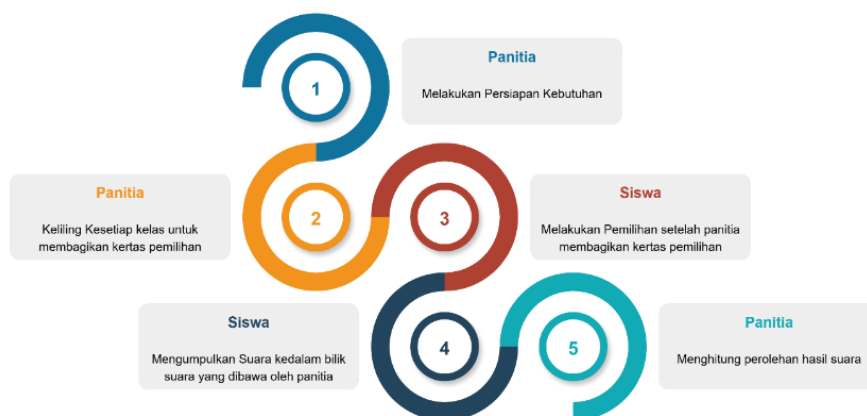 1
Panitia
Melakukan Persiapan Kebutuhan
Panitia
Keliling Kesetiap kelas untuk
membagikan kertas pemilihan
2
3
Siswa
Melakukan Pemilihan setelah panitia
membagikan kertas pemilihan
Siswa
Mengumpulkan Suara kedalam bilik
suara yang dibawa oleh panitia
4
5
Panitia
Menghitung perolehan hasil suara